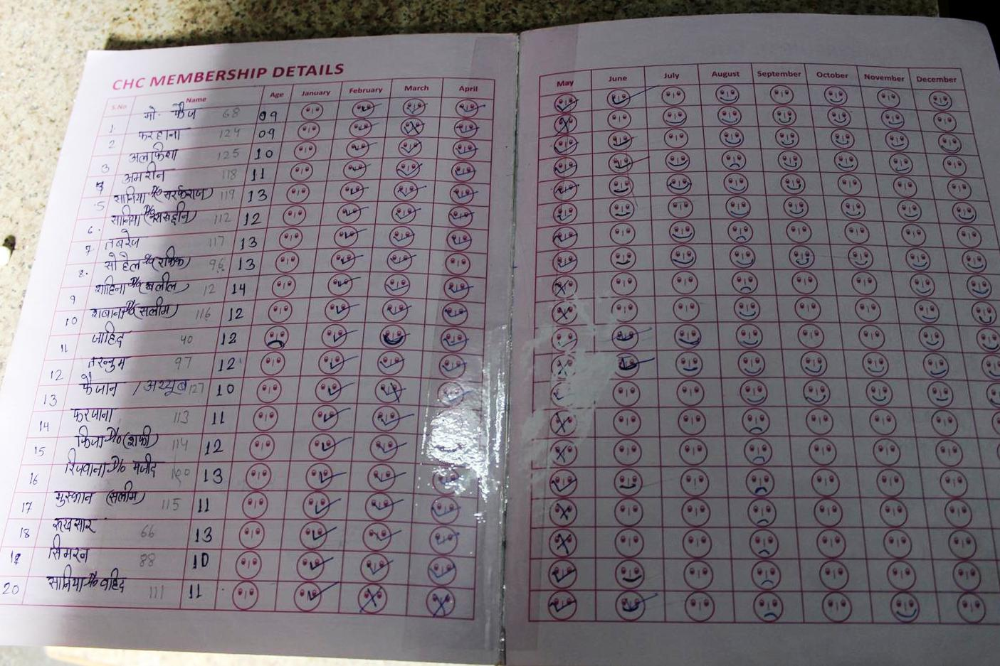 CHC MEMBERSHIP DETAILS
S.No Name Age January February March April May June July August September October November December
1 मो. फैज 68 09
2 फरहाना 124 09
3 अलफिशा 125 10
4 अमरीन 118 11
5 सानिया D/o (सरफराज) 119 13
6. सानिया D/o 112 12
7. तबरेज 117 13
8. सोहैल S/o (रफिक) 96 13
9 शाहिना D/o (खलील) 12 14
10 शबाना D/o (सलीम) 116 12
11 जाहिद 40 12
12 तरन्नुम 97 12
13 फैजान / अय्यूब 127 10
14 फरजाना 113 11
15 फिजा D/o (शफी) 114 12
16 रिजवाना D/o मजीद 100 13
17 मुस्कान (सलीम) 115 11
18 रुखसार 66 13
19 सिमरन 88 10
20 सानिया D/o वाहिद 111 11